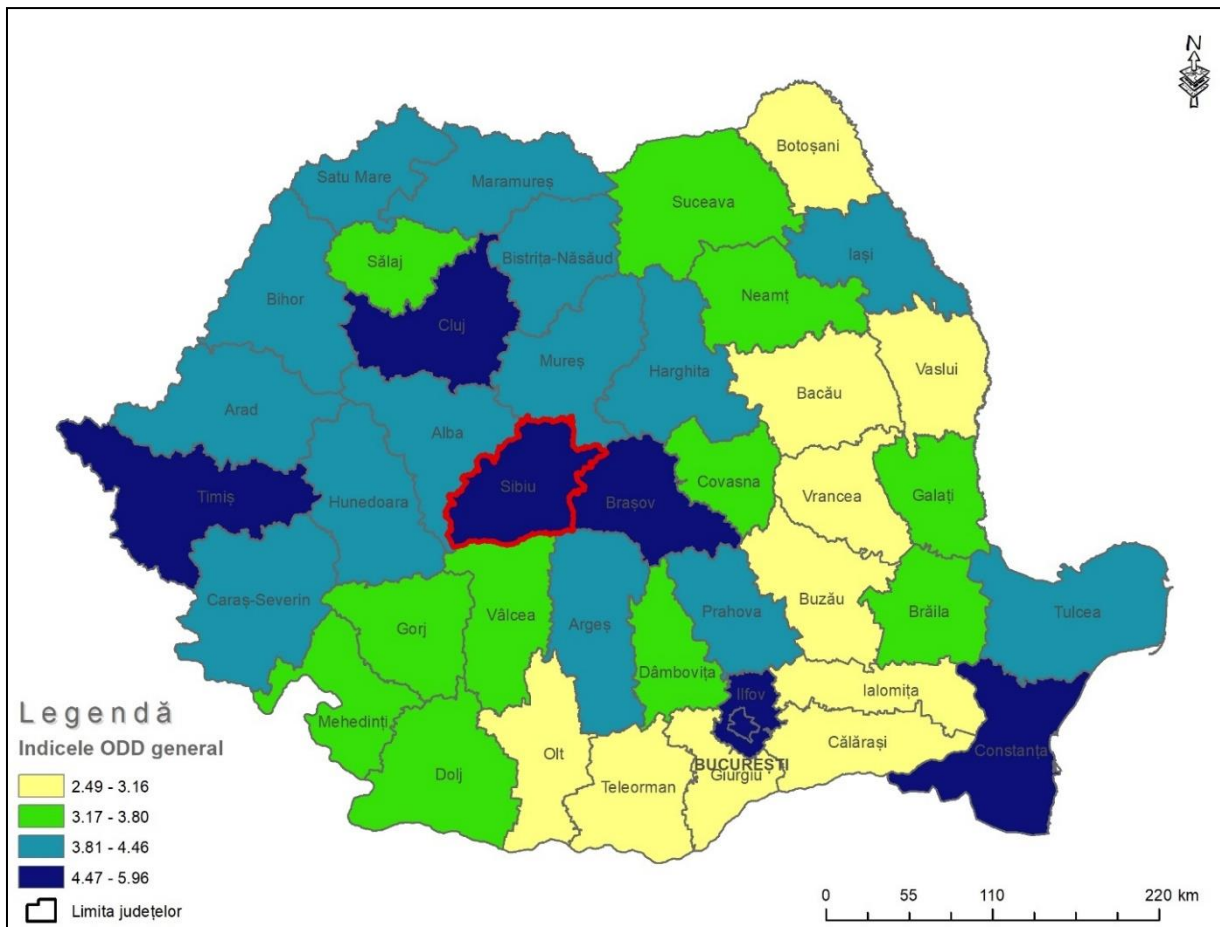 N
Botoșani
Satu Mare
Maramureș
Suceava
Iași
Sălaj
Bistrița-Năsăud
Bihor
Neamț
Cluj
Mureș
Harghita
Vaslui
Bacău
Arad
Alba
Covasna
Timiș
Hunedoara
Sibiu
Brașov
Vrancea
Galați
Caraș-Severin
Gorj
Vâlcea
Argeș
Prahova
Buzău
Brăila
Tulcea
Dâmbovița
Ilfov
Ialomița
Mehedinți
Olt
Călărași
Constanța
BUCUREȘTI
Dolj
Teleorman
Giurgiu
Legendă
Indicele ODD general
2.49 - 3.16
3.17 - 3.80
3.81 - 4.46
4.47 - 5.96
Limita județelor
0 55 110 220 km